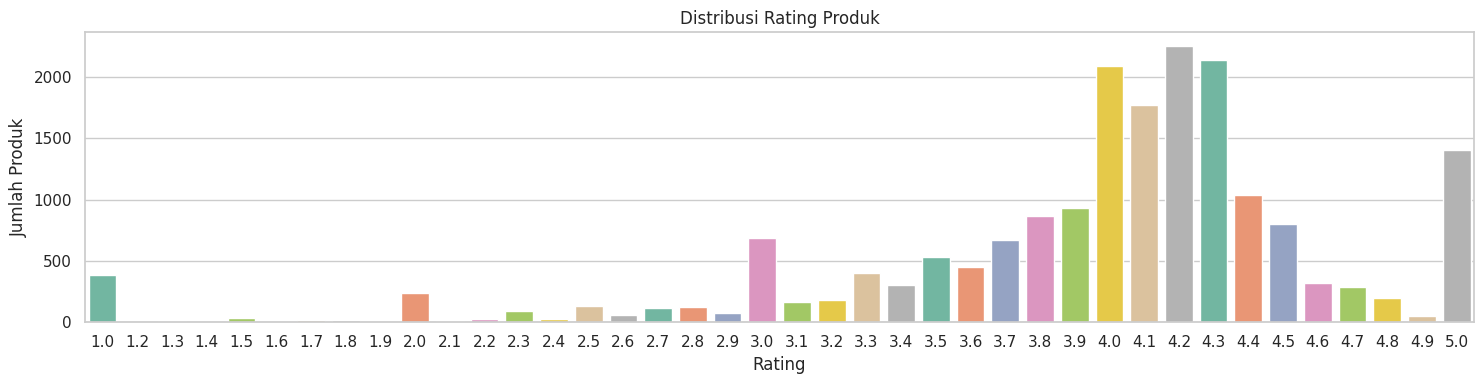 Distribusi Rating Produk
Jumlah Produk
2000
1500
1000
500
0
1.0 1.2 1.3 1.4 1.5 1.6 1.7 1.8 1.9 2.0 2.1 2.2 2.3 2.4 2.5 2.6 2.7 2.8 2.9 3.0 3.1 3.2 3.3 3.4 3.5 3.6 3.7 3.8 3.9 4.0 4.1 4.2 4.3 4.4 4.5 4.6 4.7 4.8 4.9 5.0
Rating